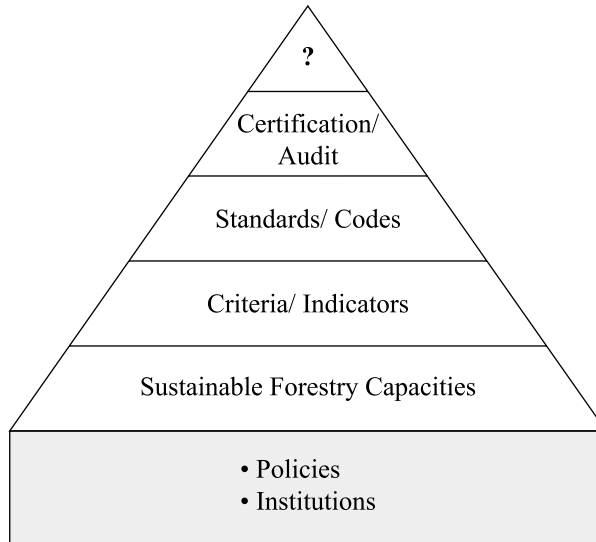 ?
Certification/
Audit
Standards/ Codes
Criteria/ Indicators
Sustainable Forestry Capacities
• Policies
• Institutions